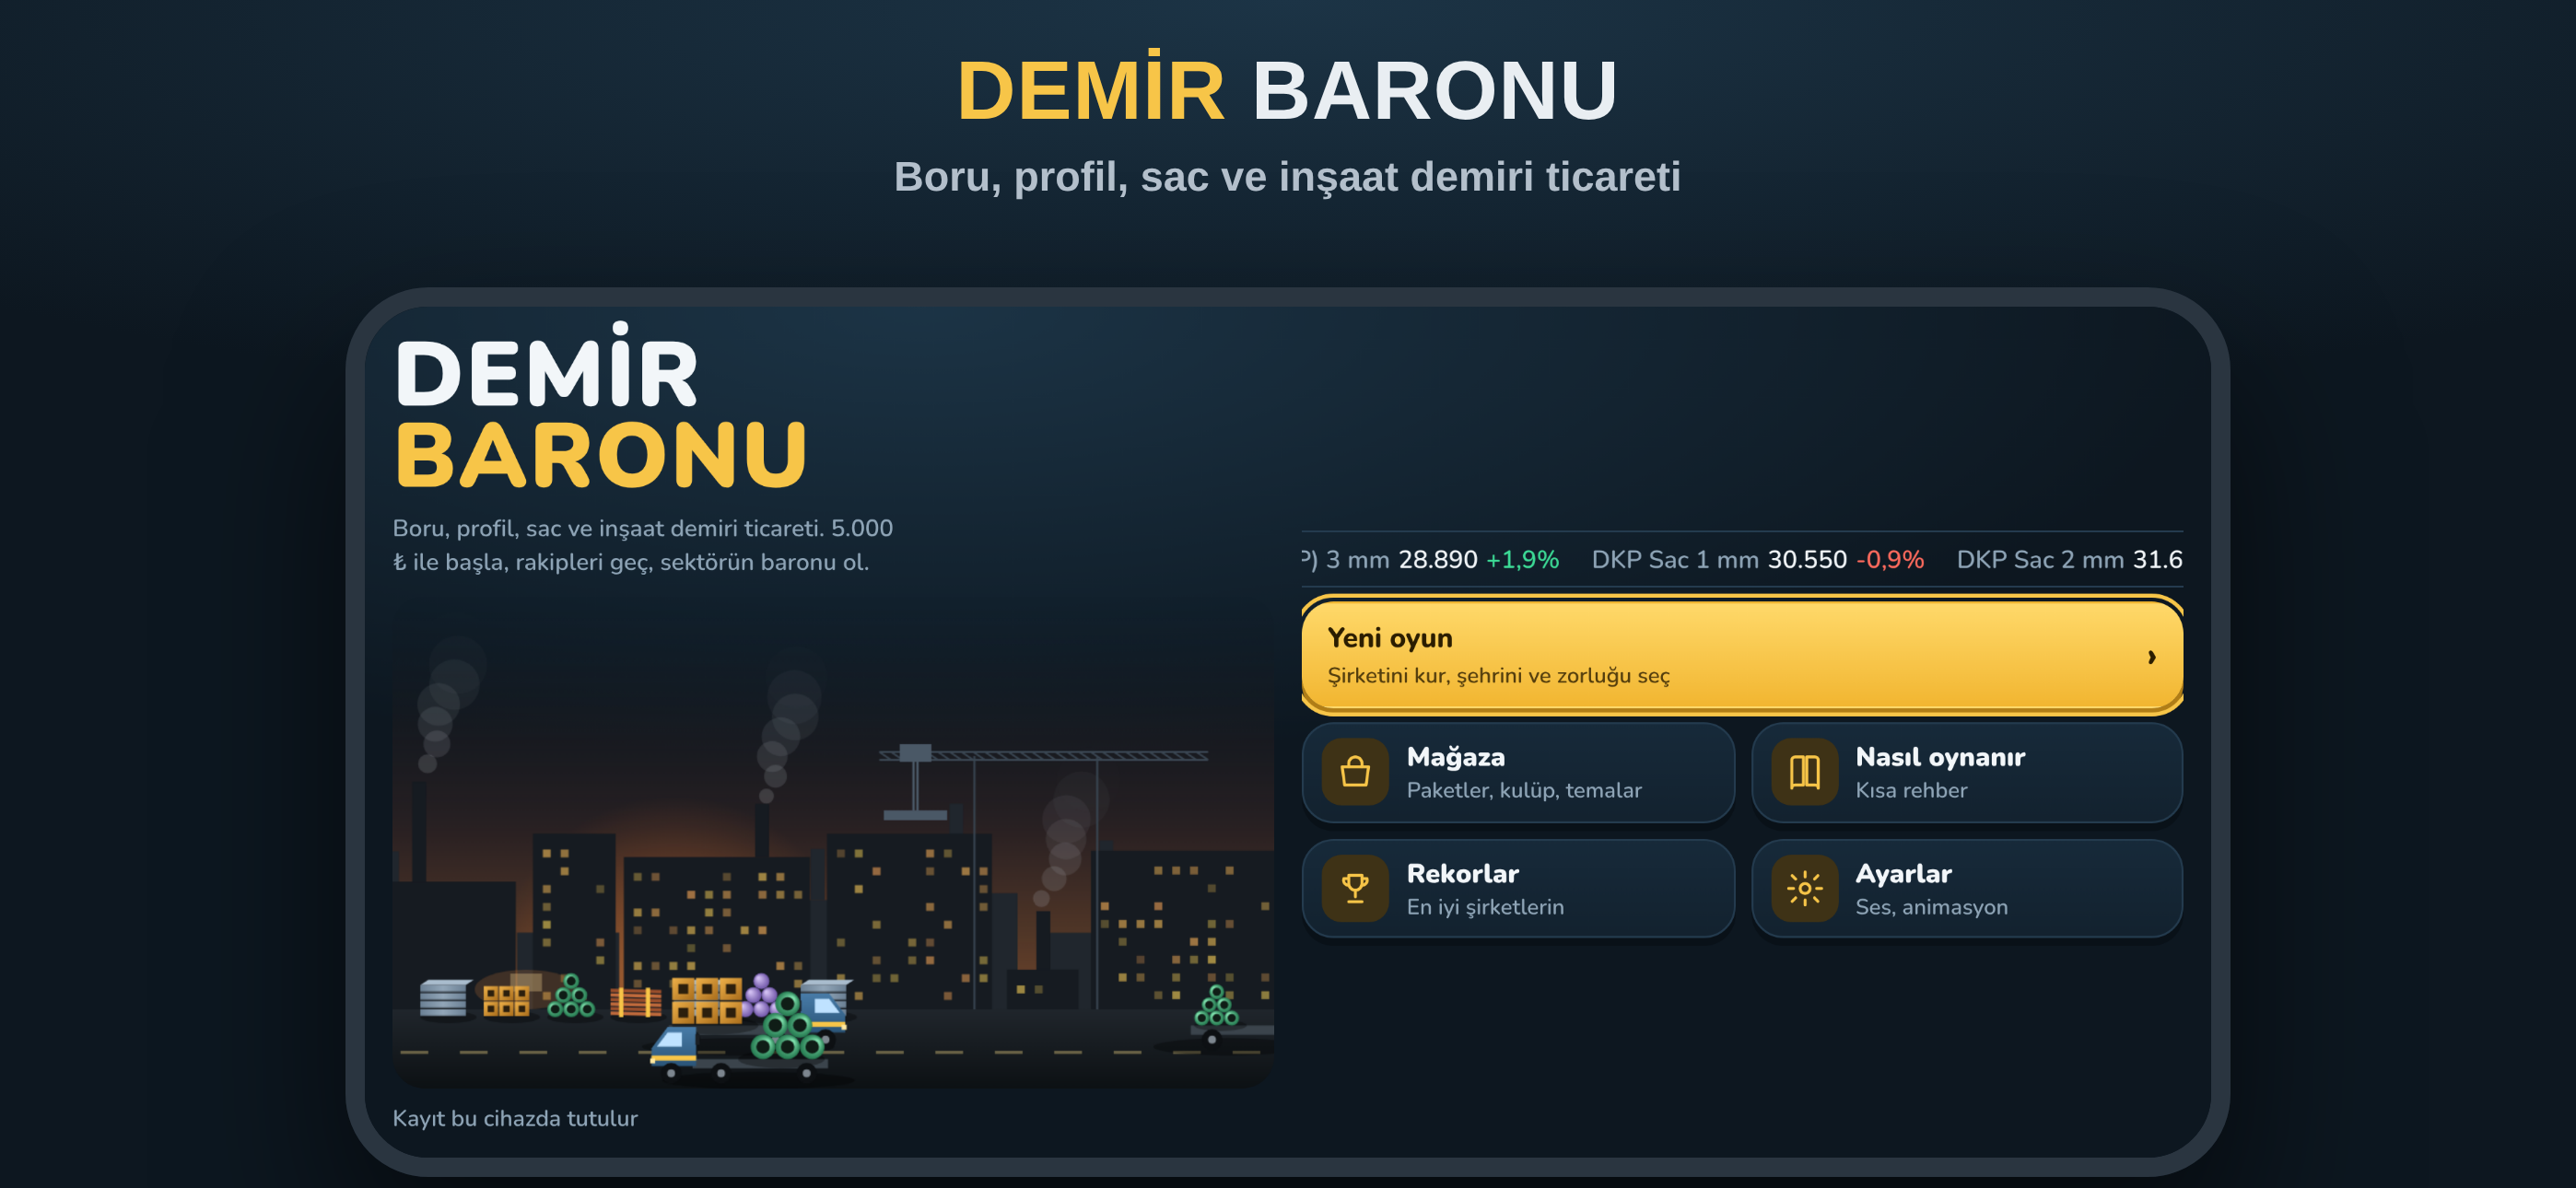 DEMİR BARONU
Boru, profil, sac ve inşaat demiri ticareti
DEMİR
BARONU
Boru, profil, sac ve inşaat demiri ticareti. 5.000
₺ ile başla, rakipleri geç, sektörün baronu ol.
P) 3 mm 28.890 +1,9% DKP Sac 1 mm 30.550 -0,9% DKP Sac 2 mm 31.6
Yeni oyun
Şirketini kur, şehrini ve zorluğu seç
Mağaza
Paketler, kulüp, temalar
Nasıl oynanır
Kısa rehber
Rekorlar
En iyi şirketlerin
Ayarlar
Ses, animasyon
Kayıt bu cihazda tutulur